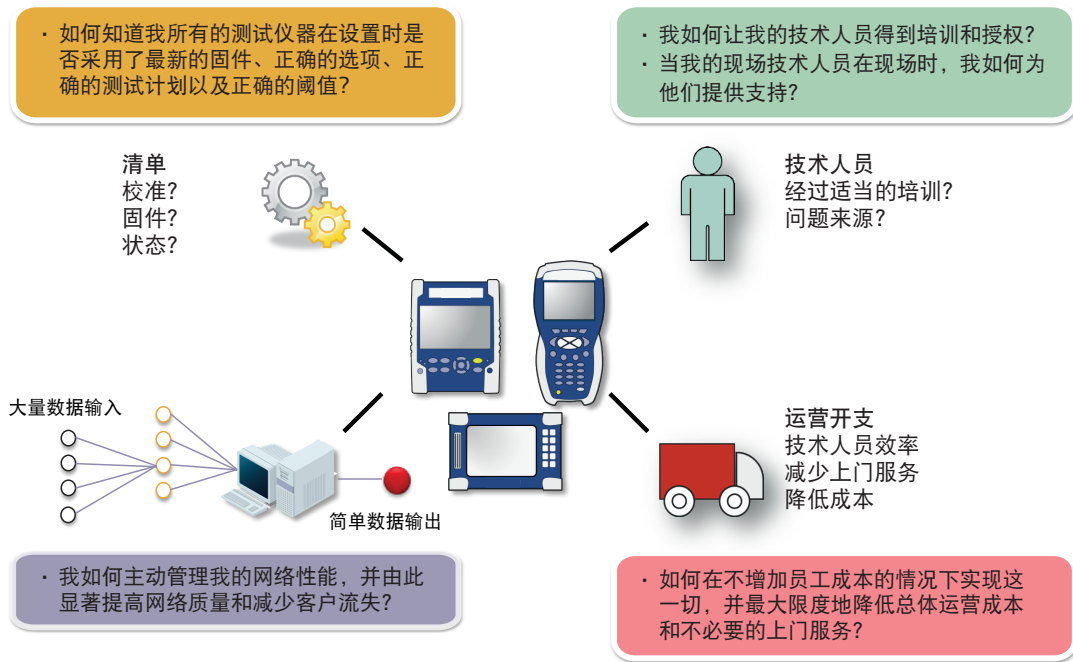 · 如何知道我所有的测试仪器在设置时是
否采用了最新的固件、正确的选项、正
确的测试计划以及正确的阈值？
· 我如何让我的技术人员得到培训和授权？
· 当我的现场技术人员在现场时，我如何为
他们提供支持？
清单
校准？
固件？
状态？
技术人员
经过适当的培训？
问题来源？
大量数据输入
简单数据输出
运营开支
技术人员效率
减少上门服务
降低成本
· 我如何主动管理我的网络性能，并由此
显著提高网络质量和减少客户流失？
· 如何在不增加员工成本的情况下实现这
一切，并最大限度地降低总体运营成本
和不必要的上门服务？